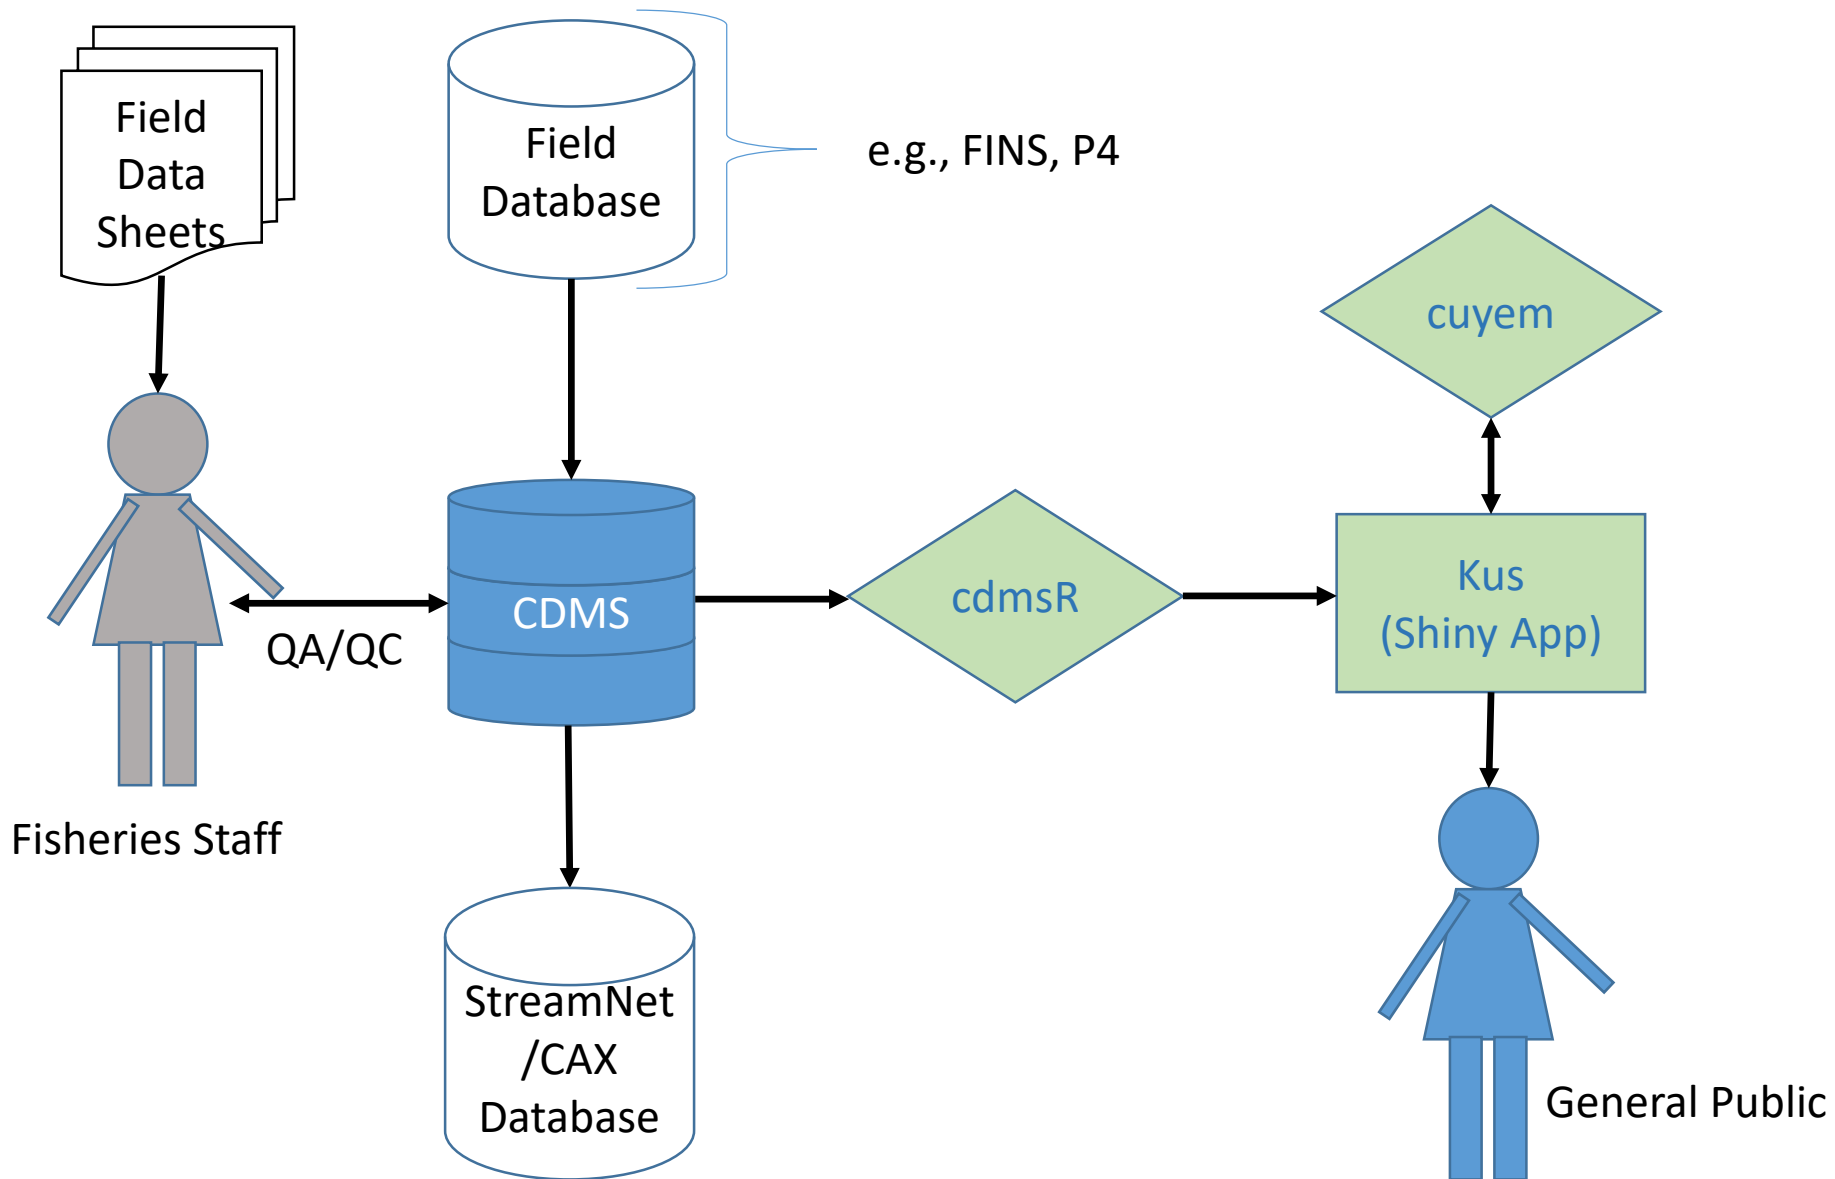 Field
Data
Sheets
Field
Database
e.g., FINS, P4
cuyem
CDMS
cdmsR
Kus
(Shiny App)
QA/QC
Fisheries Staff
StreamNet
/CAX
Database
General Public